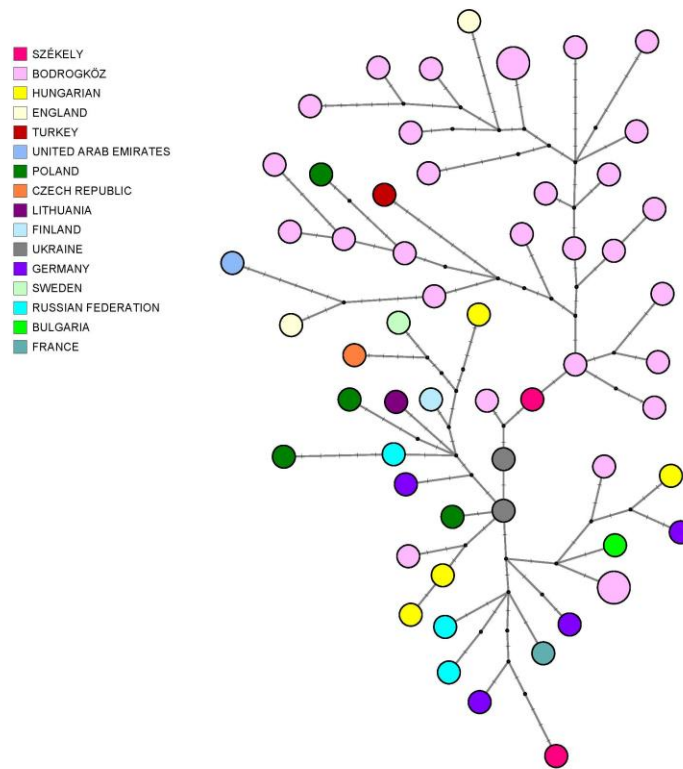 SZÉKELY
BODROGKÖZ
HUNGARIAN
ENGLAND
TURKEY
UNITED ARAB EMIRATES
POLAND
CZECH REPUBLIC
LITHUANIA
FINLAND
UKRAINE
GERMANY
SWEDEN
RUSSIAN FEDERATION
BULGARIA
FRANCE